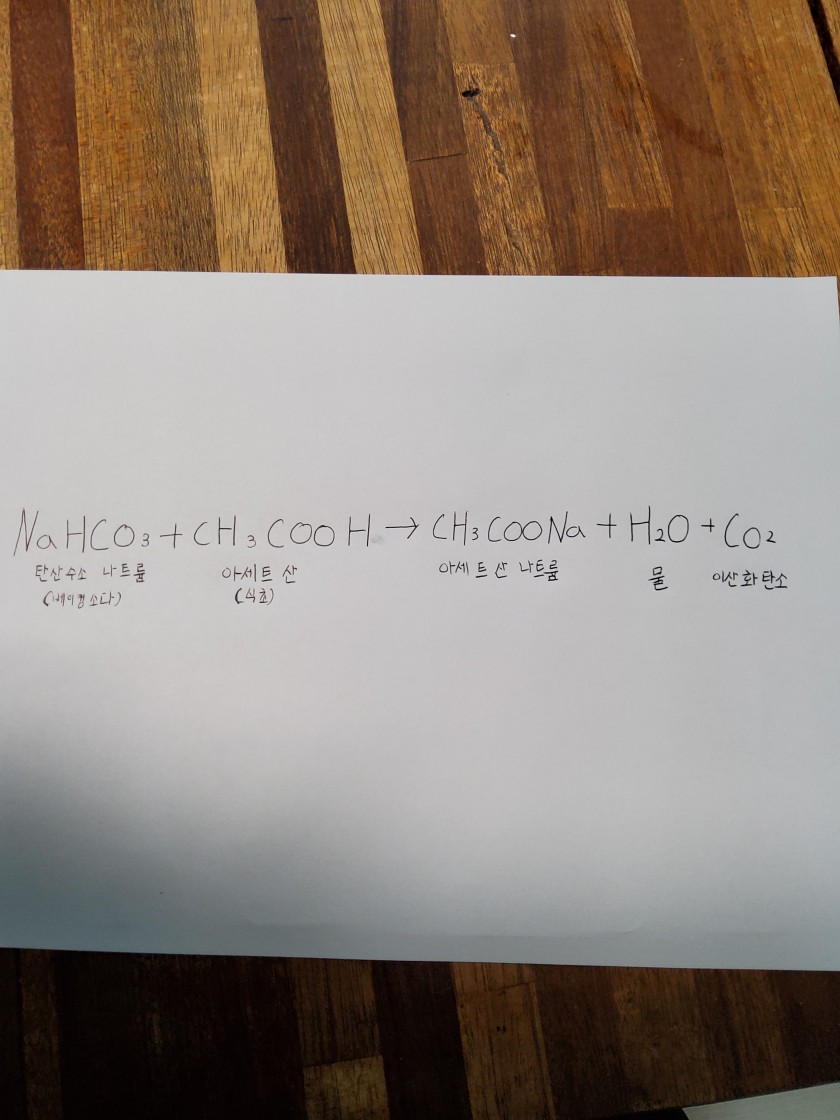 NaHCO₃ + CH₃COOH → CH₃COONa + H₂O + CO₂
탄산수소 나트륨 아세트산 아세트산 나트륨 물 이산화탄소
(베이킹소다) (식초)